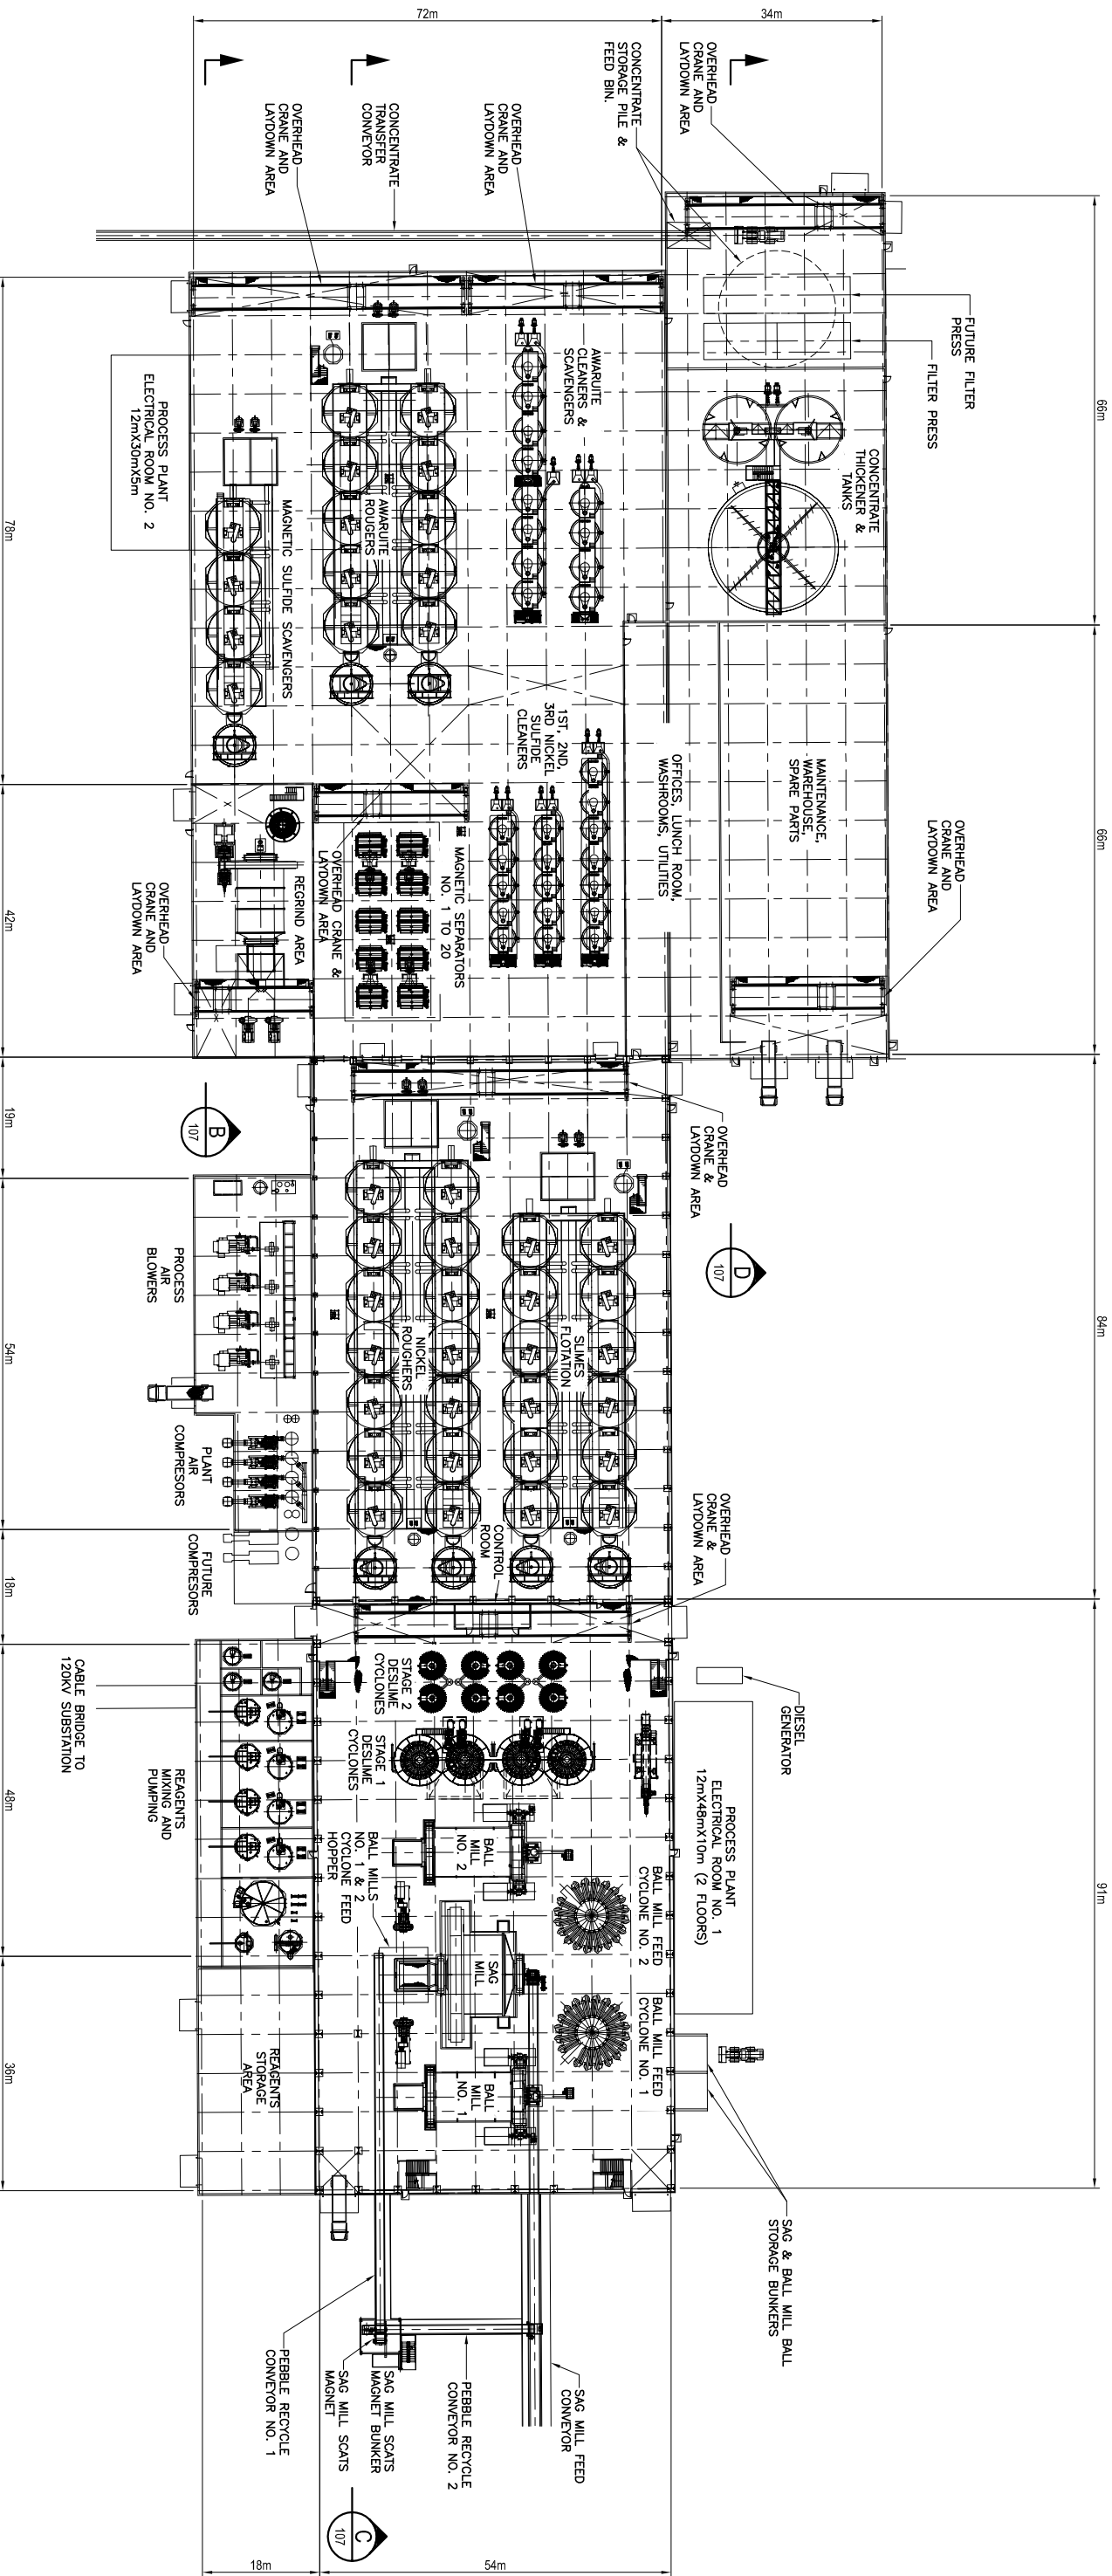 72m
34m
OVERHEAD
CRANE AND
LAYDOWN AREA
CONCENTRATE
STORAGE PILE &
FEED BIN.
OVERHEAD
CRANE AND
LAYDOWN AREA
CONCENTRATE
TRANSFER
CONVEYOR
OVERHEAD
CRANE AND
LAYDOWN AREA
66m
FUTURE FILTER
PRESS
FILTER PRESS
CONCENTRATE
THICKENER &
TANKS
AWARUITE
CLEANERS &
SCAVENGERS
AWARUITE
ROUGERS
MAGNETIC SULFIDE SCAVENGERS
PROCESS PLANT
ELECTRICAL ROOM NO. 2
12mX30mX5m
78m
66m
MAINTENANCE,
WAREHOUSE,
SPARE PARTS
OFFICES, LUNCH ROOM,
WASHROOMS, UTILITIES
OVERHEAD
CRANE AND
LAYDOWN AREA
1ST, 2ND,
3RD NICKEL
SULFIDE
CLEANERS
MAGNETIC SEPARATORS
NO. 1 TO 20
OVERHEAD CRANE &
LAYDOWN AREA
REGRIND AREA
OVERHEAD
CRANE AND
LAYDOWN AREA
42m
19m
B
107
OVERHEAD
CRANE &
LAYDOWN AREA
D
107
84m
SLIMES
FLOTATION
NICKEL
ROUGHERS
PROCESS
AIR
BLOWERS
PLANT
AIR
COMPRESORS
FUTURE
COMPRESORS
54m
18m
CONTROL
ROOM
OVERHEAD
CRANE &
LAYDOWN AREA
DIESEL
GENERATOR
PROCESS PLANT
ELECTRICAL ROOM NO. 1
12mX48mX10m (2 FLOORS)
91m
STAGE 2
DESLIME
CYCLONES
STAGE 1
DESLIME
CYCLONES
BALL
MILL
NO. 2
BALL MILLS
NO. 1 & 2
CYCLONE FEED
HOPPER
BALL MILL FEED
CYCLONE NO. 2
SAG
MILL
BALL MILL FEED
CYCLONE NO. 1
BALL
MILL
NO. 1
CABLE BRIDGE TO
120KV SUBSTATION
REAGENTS
MIXING AND
PUMPING
REAGENTS
STORAGE
AREA
48m
36m
SAG & BALL MILL BALL
STORAGE BUNKERS
SAG MILL FEED
CONVEYOR
PEBBLE RECYCLE
CONVEYOR NO. 2
SAG MILL SCATS
MAGNET BUNKER
SAG MILL SCATS
MAGNET
PEBBLE RECYCLE
CONVEYOR NO. 1
C
107
18m
54m